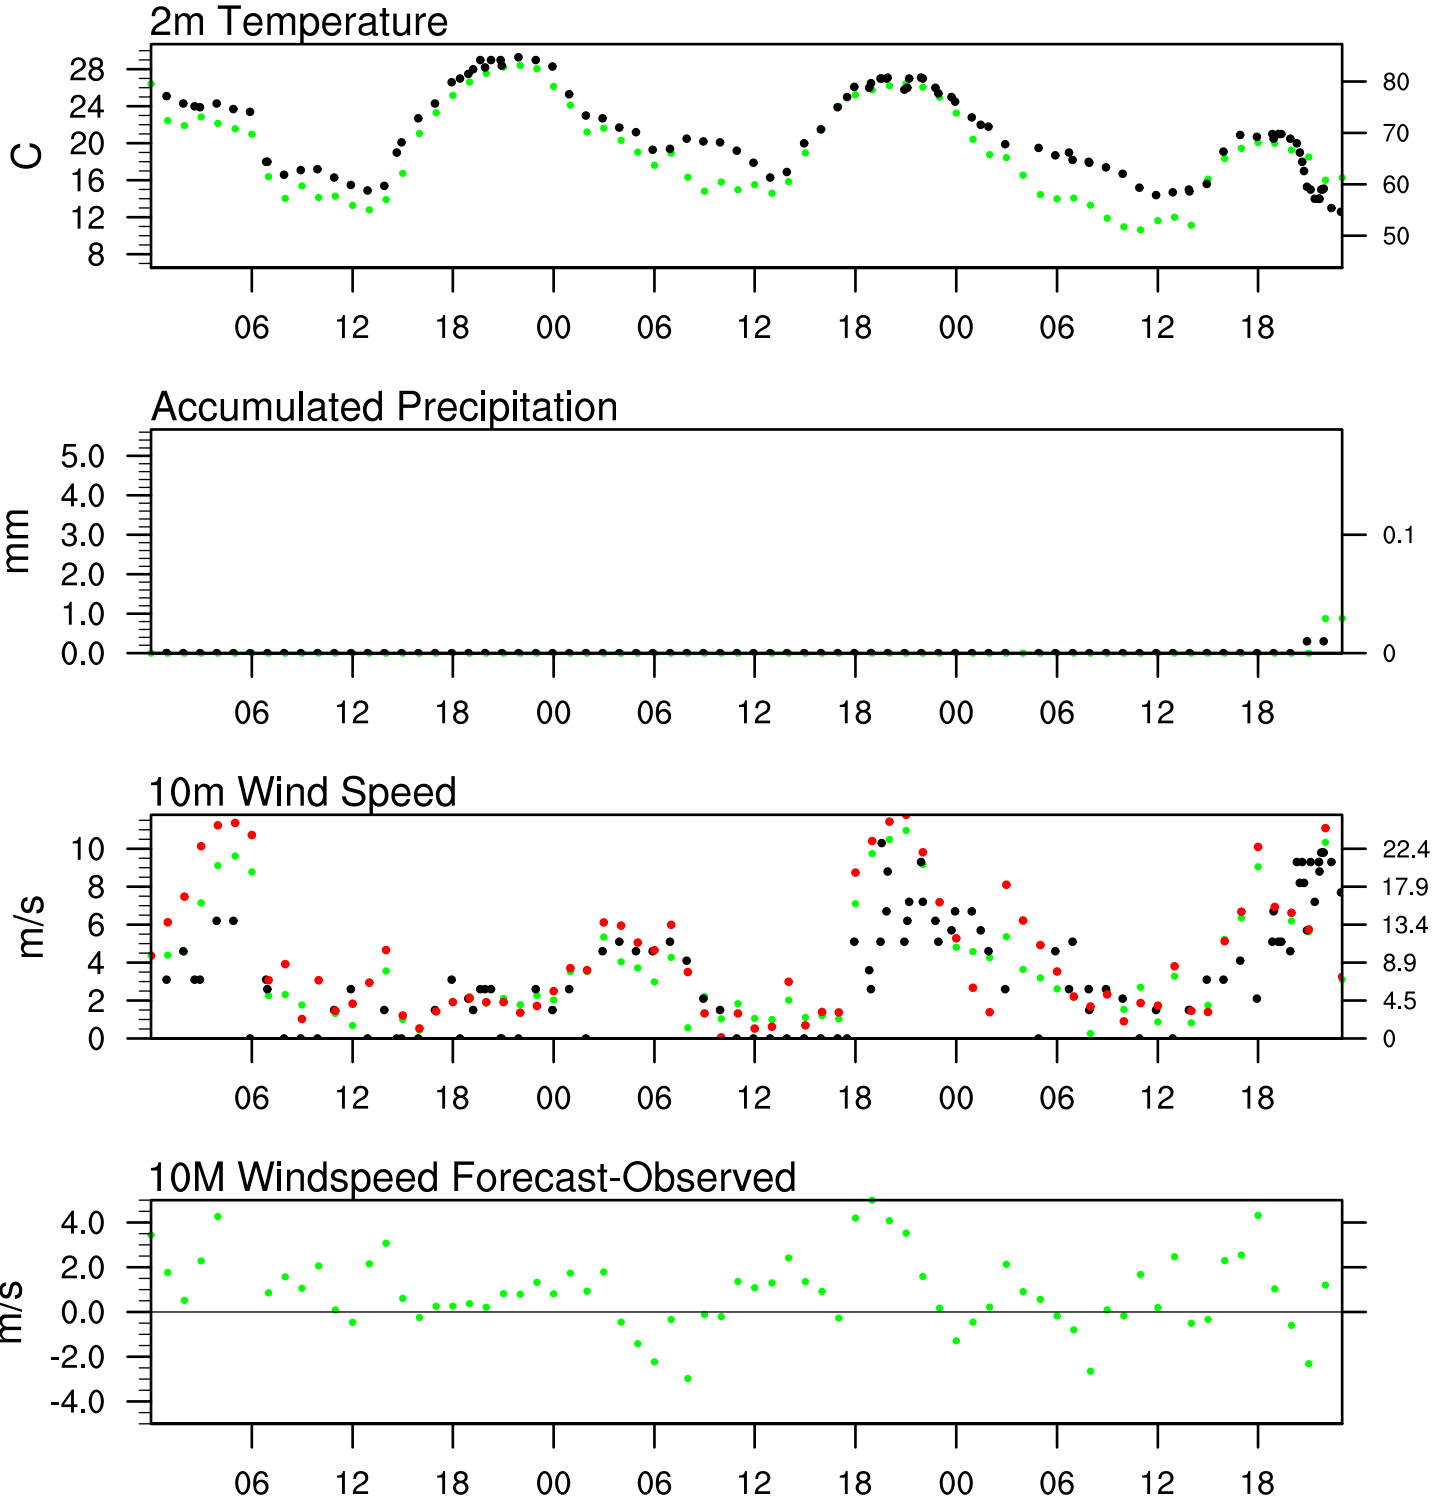 2m Temperature
C
28
24
20
16
12
8
80
70
60
50
06 12 18 00 06 12 18 00 06 12 18
Accumulated Precipitation
mm
5.0
4.0
3.0
2.0
1.0
0.0
0.1
0
06 12 18 00 06 12 18 00 06 12 18
10m Wind Speed
m/s
10
8
6
4
2
0
22.4
17.9
13.4
8.9
4.5
0
06 12 18 00 06 12 18 00 06 12 18
10M Windspeed Forecast-Observed
m/s
4.0
2.0
0.0
-2.0
-4.0
06 12 18 00 06 12 18 00 06 12 18